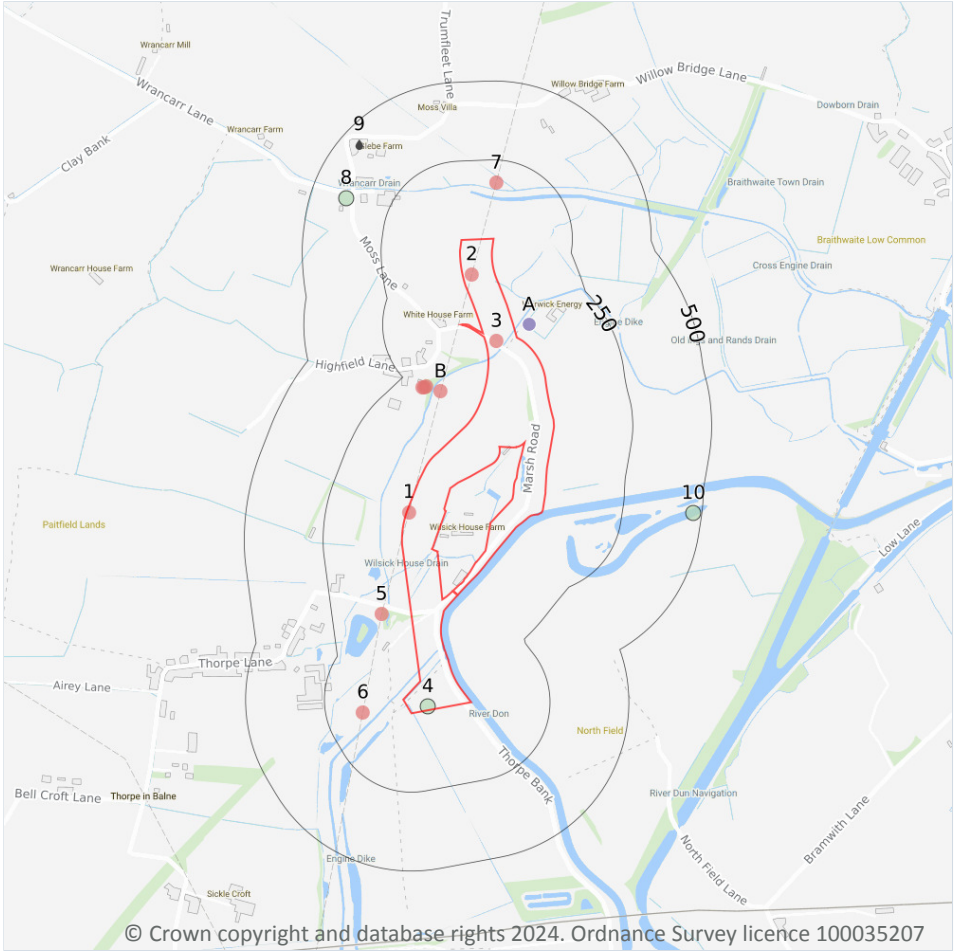 Wrancarr Mill
Trumfleet Lane
Willow Bridge Lane
Willow Bridge Farm
Wrancarr Lane
Moss Villa
Dowborn Drain
9
Wrancarr Farm
Clay Bank
Glebe Farm
7
8
Wrancarr Drain
Braithwaite Town Drain
Braithwaite Low Common
2
Moss Lane
Wrancarr House Farm
Cross Engine Drain
A
Warwick Energy
250
500
White House Farm
3
Engine Dike
Old Ings and Rands Drain
Highfield Lane
B
Marsh Road
1
10
Paitfield Lands
Wilsick House Farm
Low Lane
Wilsick House Drain
5
Thorpe Lane
Airey Lane
6
4
River Don
North Field
Thorpe Bank
River Dun Navigation
Bell Croft Lane
Thorpe in Balne
Bramwith Lane
Engine Dike
North Field Lane
Sickle Croft
© Crown copyright and database rights 2024. Ordnance Survey licence 100035207